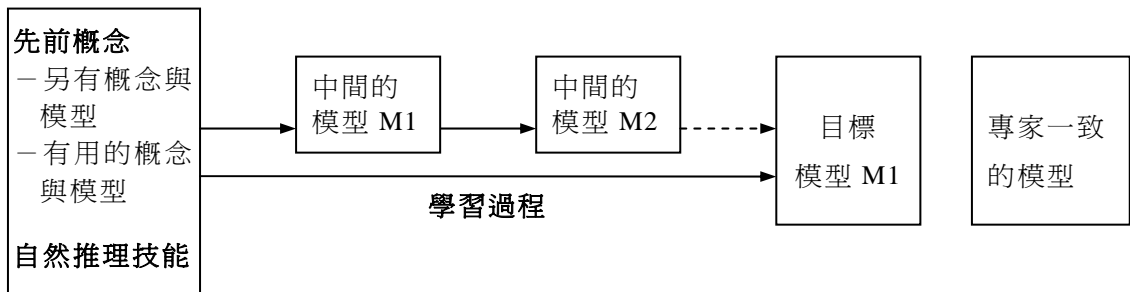 先前概念
－另有概念與
模型
－有用的概念
與模型
自然推理技能
中間的
模型 M1
中間的
模型 M2
學習過程
目標
模型 M1
專家一致
的模型